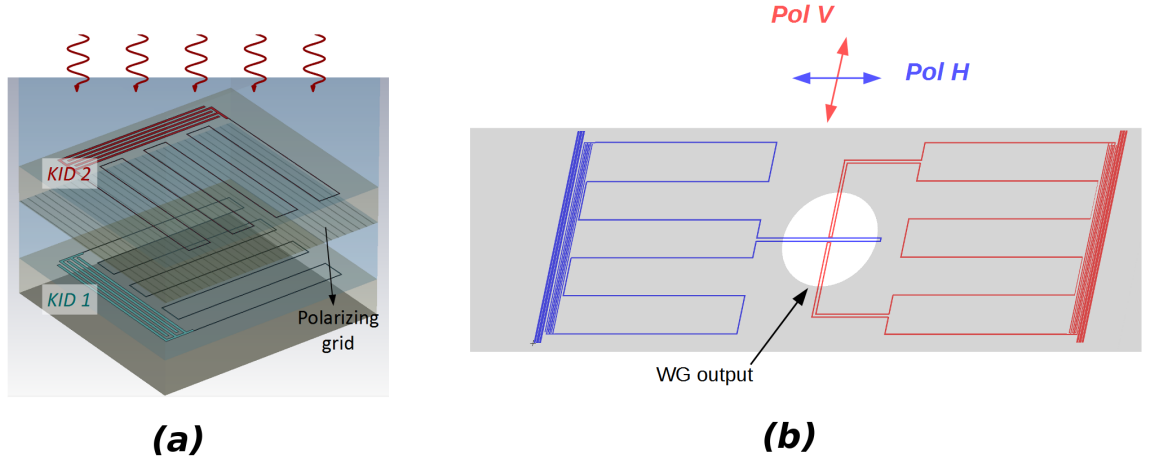 Pol V
Pol H
KID 2
KID 1
Polarizing
grid
WG output
(a)
(b)